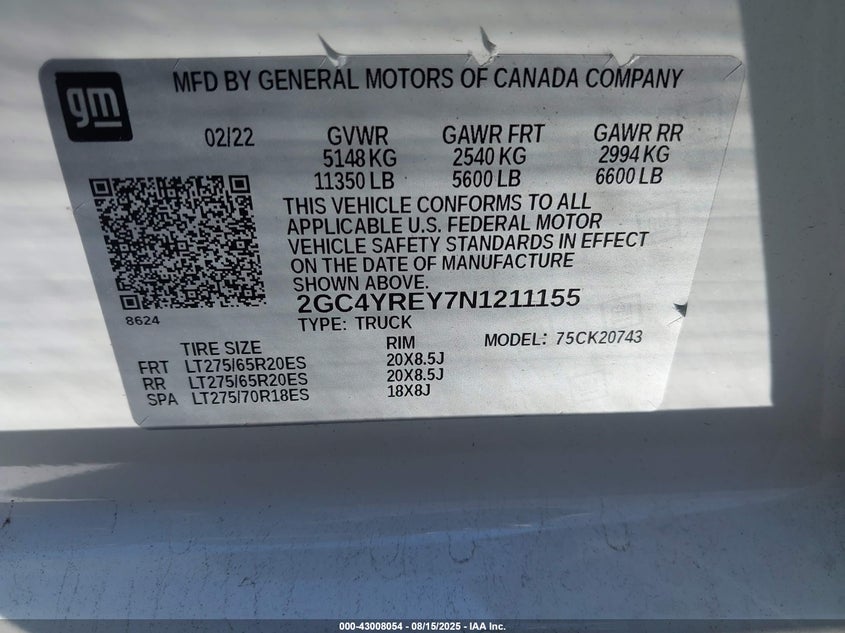 gm
MFD BY GENERAL MOTORS OF CANADA COMPANY
02/22 GVWR GAWR FRT GAWR RR
5148 KG 2540 KG 2994 KG
11350 LB 5600 LB 6600 LB
THIS VEHICLE CONFORMS TO ALL
APPLICABLE U.S. FEDERAL MOTOR
VEHICLE SAFETY STANDARDS IN EFFECT
ON THE DATE OF MANUFACTURE
SHOWN ABOVE.
2GC4YREY7N1211155
8624
TYPE: TRUCK
TIRE SIZE RIM MODEL: 75CK20743
FRT LT275/65R20ES 20X8.5J
RR LT275/65R20ES 20X8.5J
SPA LT275/70R18ES 18X8J
000-43008054 - 08/15/2025 - IAA Inc.